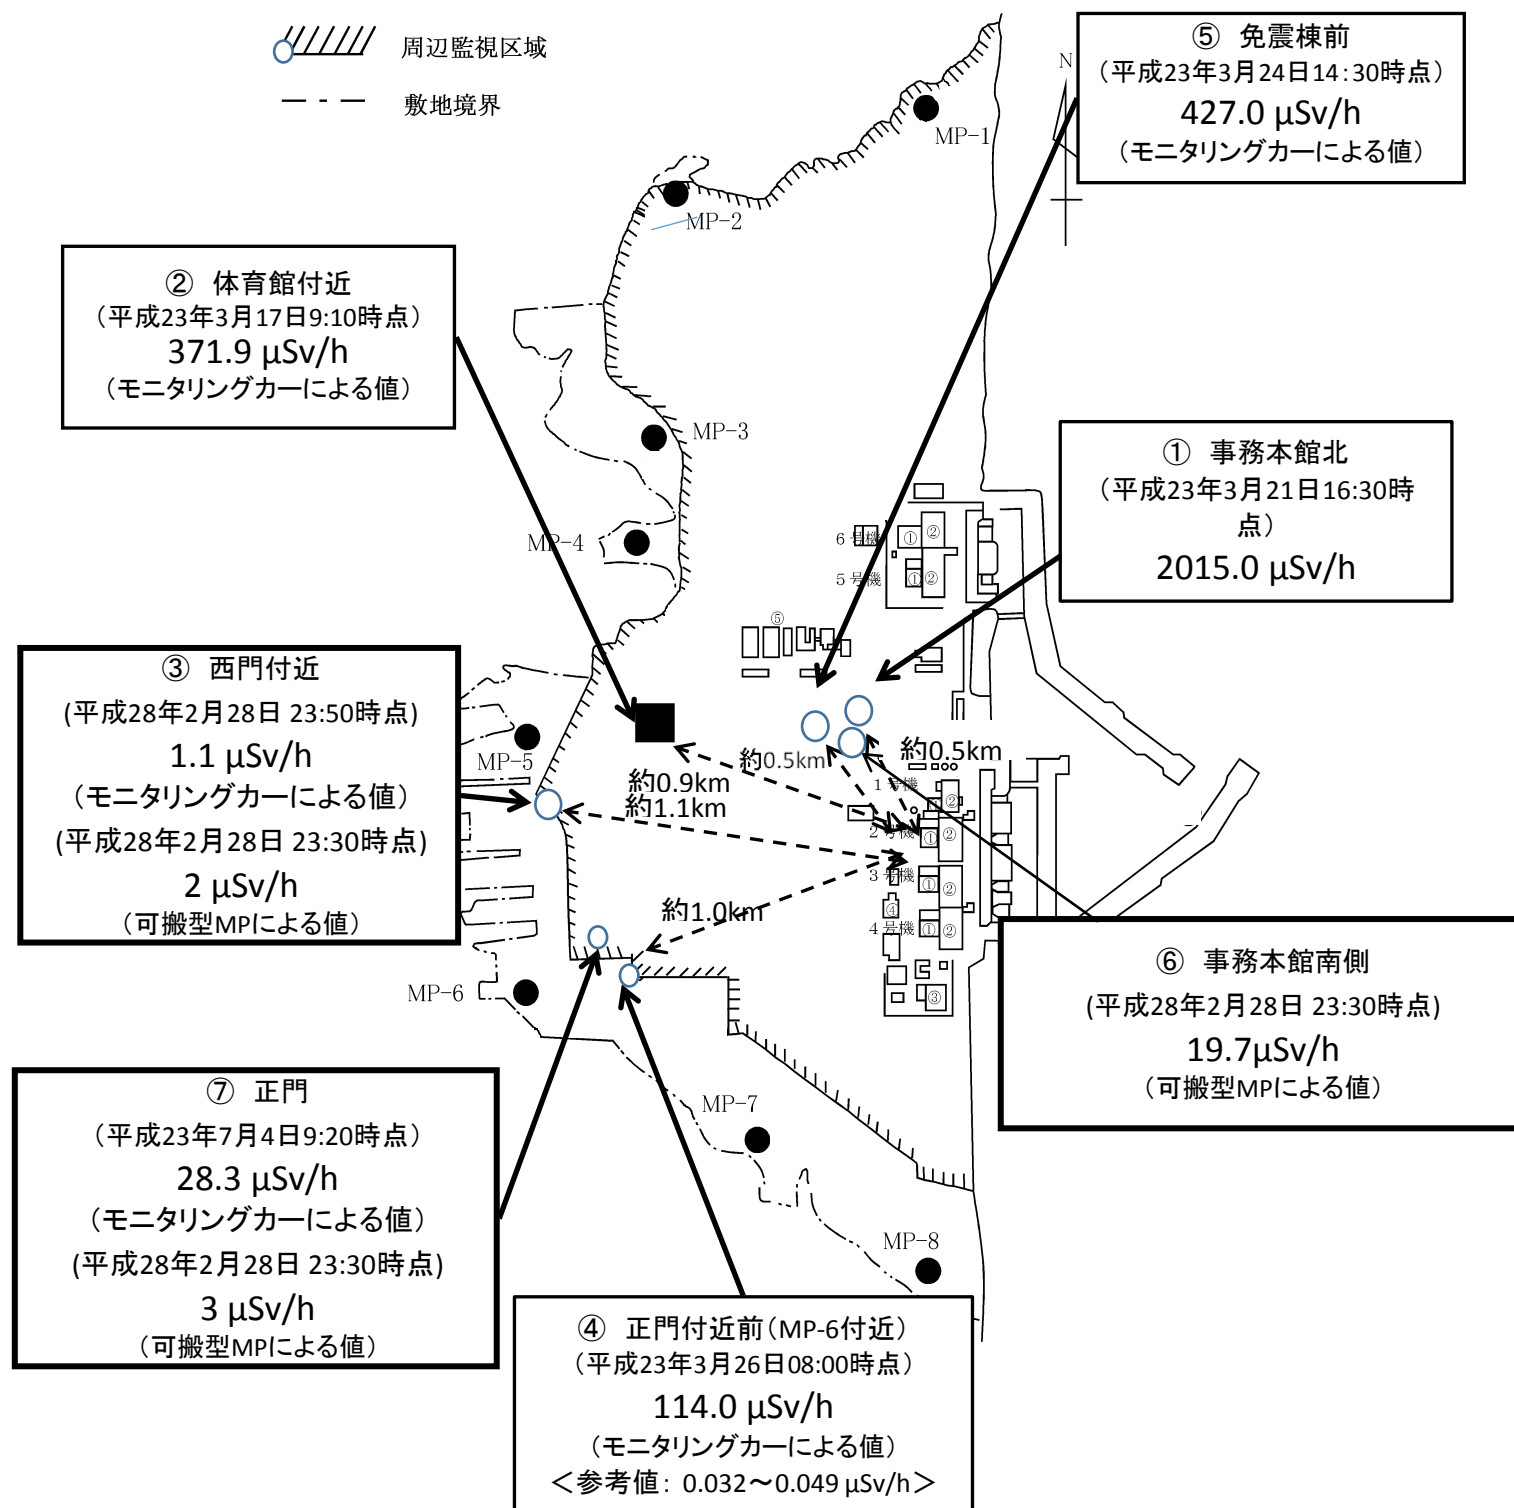 周辺監視区域
敷地境界
N
⑤ 免震棟前
（平成23年3月24日14:30時点）
427.0 μSv/h
（モニタリングカーによる値）
MP-1
MP-2
② 体育館付近
（平成23年3月17日9:10時点）
371.9 μSv/h
（モニタリングカーによる値）
MP-3
① 事務本館北
（平成23年3月21日16:30時
点）
2015.0 μSv/h
MP-4
6号機
①
②
5号機
①
②
⑤
③ 西門付近
(平成28年2月28日 23:50時点)
1.1 μSv/h
（モニタリングカーによる値）
(平成28年2月28日 23:30時点)
2 μSv/h
(可搬型MPによる値)
MP-5
約0.9km
約1.1km
約0.5km
約0.5km
1号機
①
②
2号機
①
②
3号機
①
②
④
4号機
①
②
③
約1.0km
MP-6
⑥ 事務本館南側
(平成28年2月28日 23:30時点)
19.7μSv/h
（可搬型MPによる値）
⑦ 正門
（平成23年7月4日9:20時点）
28.3 μSv/h
（モニタリングカーによる値）
(平成28年2月28日 23:30時点)
3 μSv/h
(可搬型MPによる値)
MP-7
MP-8
④ 正門付近前（MP-6付近）
（平成23年3月26日08:00時点）
114.0 μSv/h
（モニタリングカーによる値）
＜参考値： 0.032～0.049 μSv/h＞